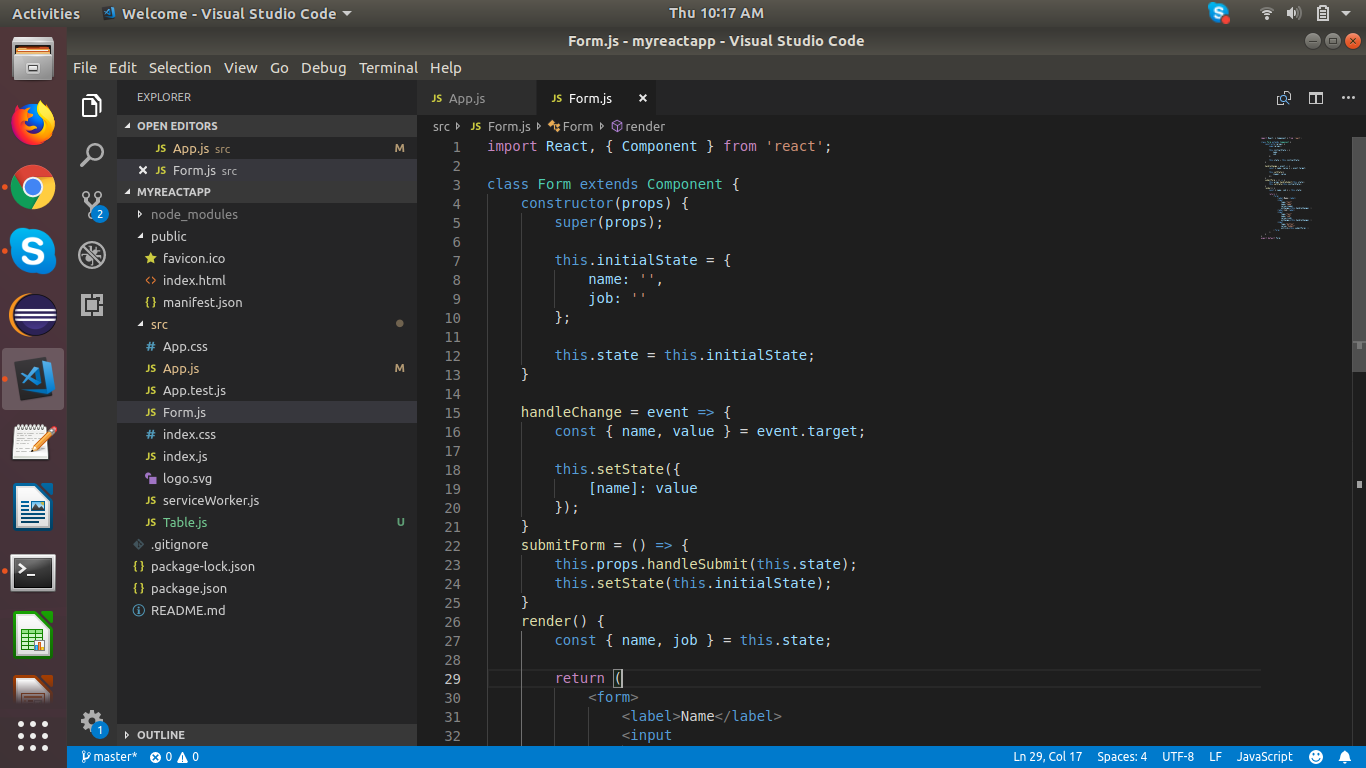 Activities Welcome - Visual Studio Code Thu 10:17 AM
Form.js - myreactapp - Visual Studio Code
File Edit Selection View Go Debug Terminal Help
EXPLORER
OPEN EDITORS
App.js src M
Form.js src
MYREACTAPP
node_modules
public
favicon.ico
index.html
manifest.json
src
App.css
App.js M
App.test.js
Form.js
index.css
index.js
logo.svg
serviceWorker.js
Table.js U
.gitignore
package-lock.json
package.json
README.md
OUTLINE
2
1
JS App.js JS Form.js
src JS Form.js Form render
1 import React, { Component } from 'react';
2
3 class Form extends Component {
4 constructor(props) {
5 super(props);
6
7 this.initialState = {
8 name: '',
9 job: ''
10 };
11
12 this.state = this.initialState;
13 }
14
15 handleChange = event => {
16 const { name, value } = event.target;
17
18 this.setState({
19 [name]: value
20 });
21 }
22 submitForm = () => {
23 this.props.handleSubmit(this.state);
24 this.setState(this.initialState);
25 }
26 render() {
27 const { name, job } = this.state;
28
29 return (
30 <form>
31 <label>Name</label>
32 <input
master* 0 0 Ln 29, Col 17 Spaces: 4 UTF-8 LF JavaScript